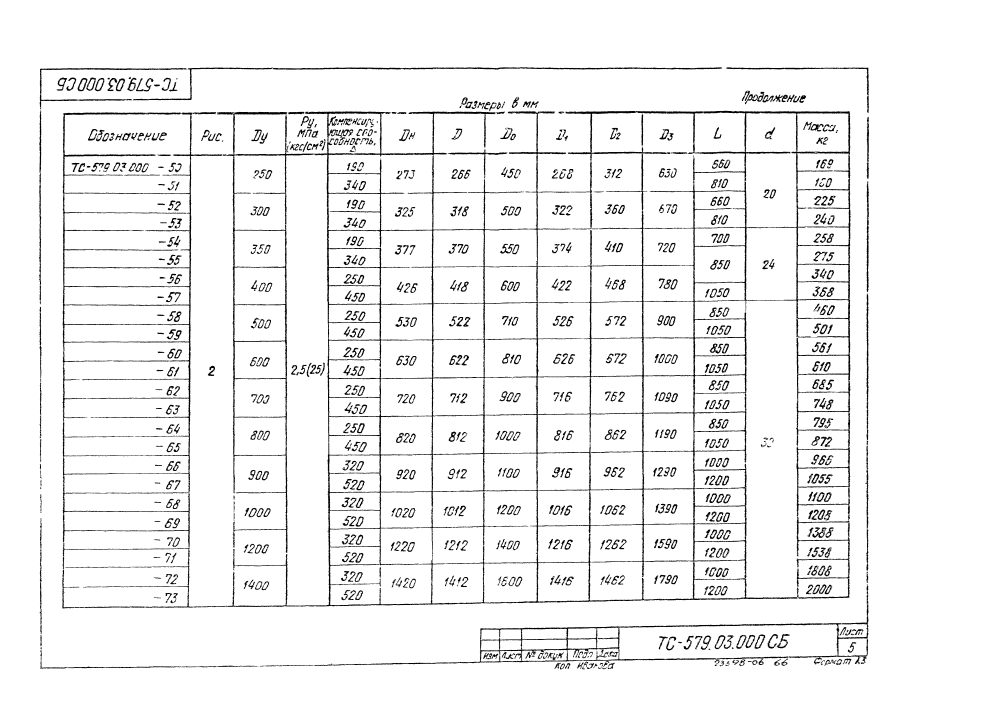 ТС-579.03.000 СБ
Размеры в мм
Продолжение
Обозначение Рис. Dу Ру, МПа (кгс/см²) Компенсирующая способность, Δ Dн D D₀ D₁ D₂ D₃ L d Масса, кг
ТС-579.03.000 - 50 2 250 2,5(25) 190 273 266 450 268 312 630 660 20 169
- 51 340 810
- 52 300 190 325 318 500 322 360 670 660 225
- 53 340 810 240
- 54 350 190 377 370 550 374 410 720 700 24 258
- 55 340 850 275
- 56 400 250 426 418 600 422 468 780 340
- 57 450 1050 368
- 58 500 250 530 522 710 526 572 900 850 460
- 59 450 1050 501
- 60 600 250 630 622 810 626 672 1000 850 561
- 61 450 1050 610
- 62 700 250 720 712 900 716 762 1090 850 685
- 63 450 1050 748
- 64 800 250 820 812 1000 816 862 1190 850 795
- 65 450 1050 872
- 66 900 320 920 912 1100 916 962 1290 1000 966
- 67 520 1200 1055
- 68 1000 320 1020 1012 1200 1016 1062 1390 1000 1100
- 69 520 1200 1208
- 70 1200 320 1220 1212 1400 1216 1262 1590 1000 1388
- 71 520 1200 1538
- 72 1400 320 1420 1412 1600 1416 1462 1790 1000 1808
- 73 520 1200 2000
ТС-579.03.000 СБ
Лист
5
Изм Лист № докум Подп Дата
Коп Иванова
Формат А3